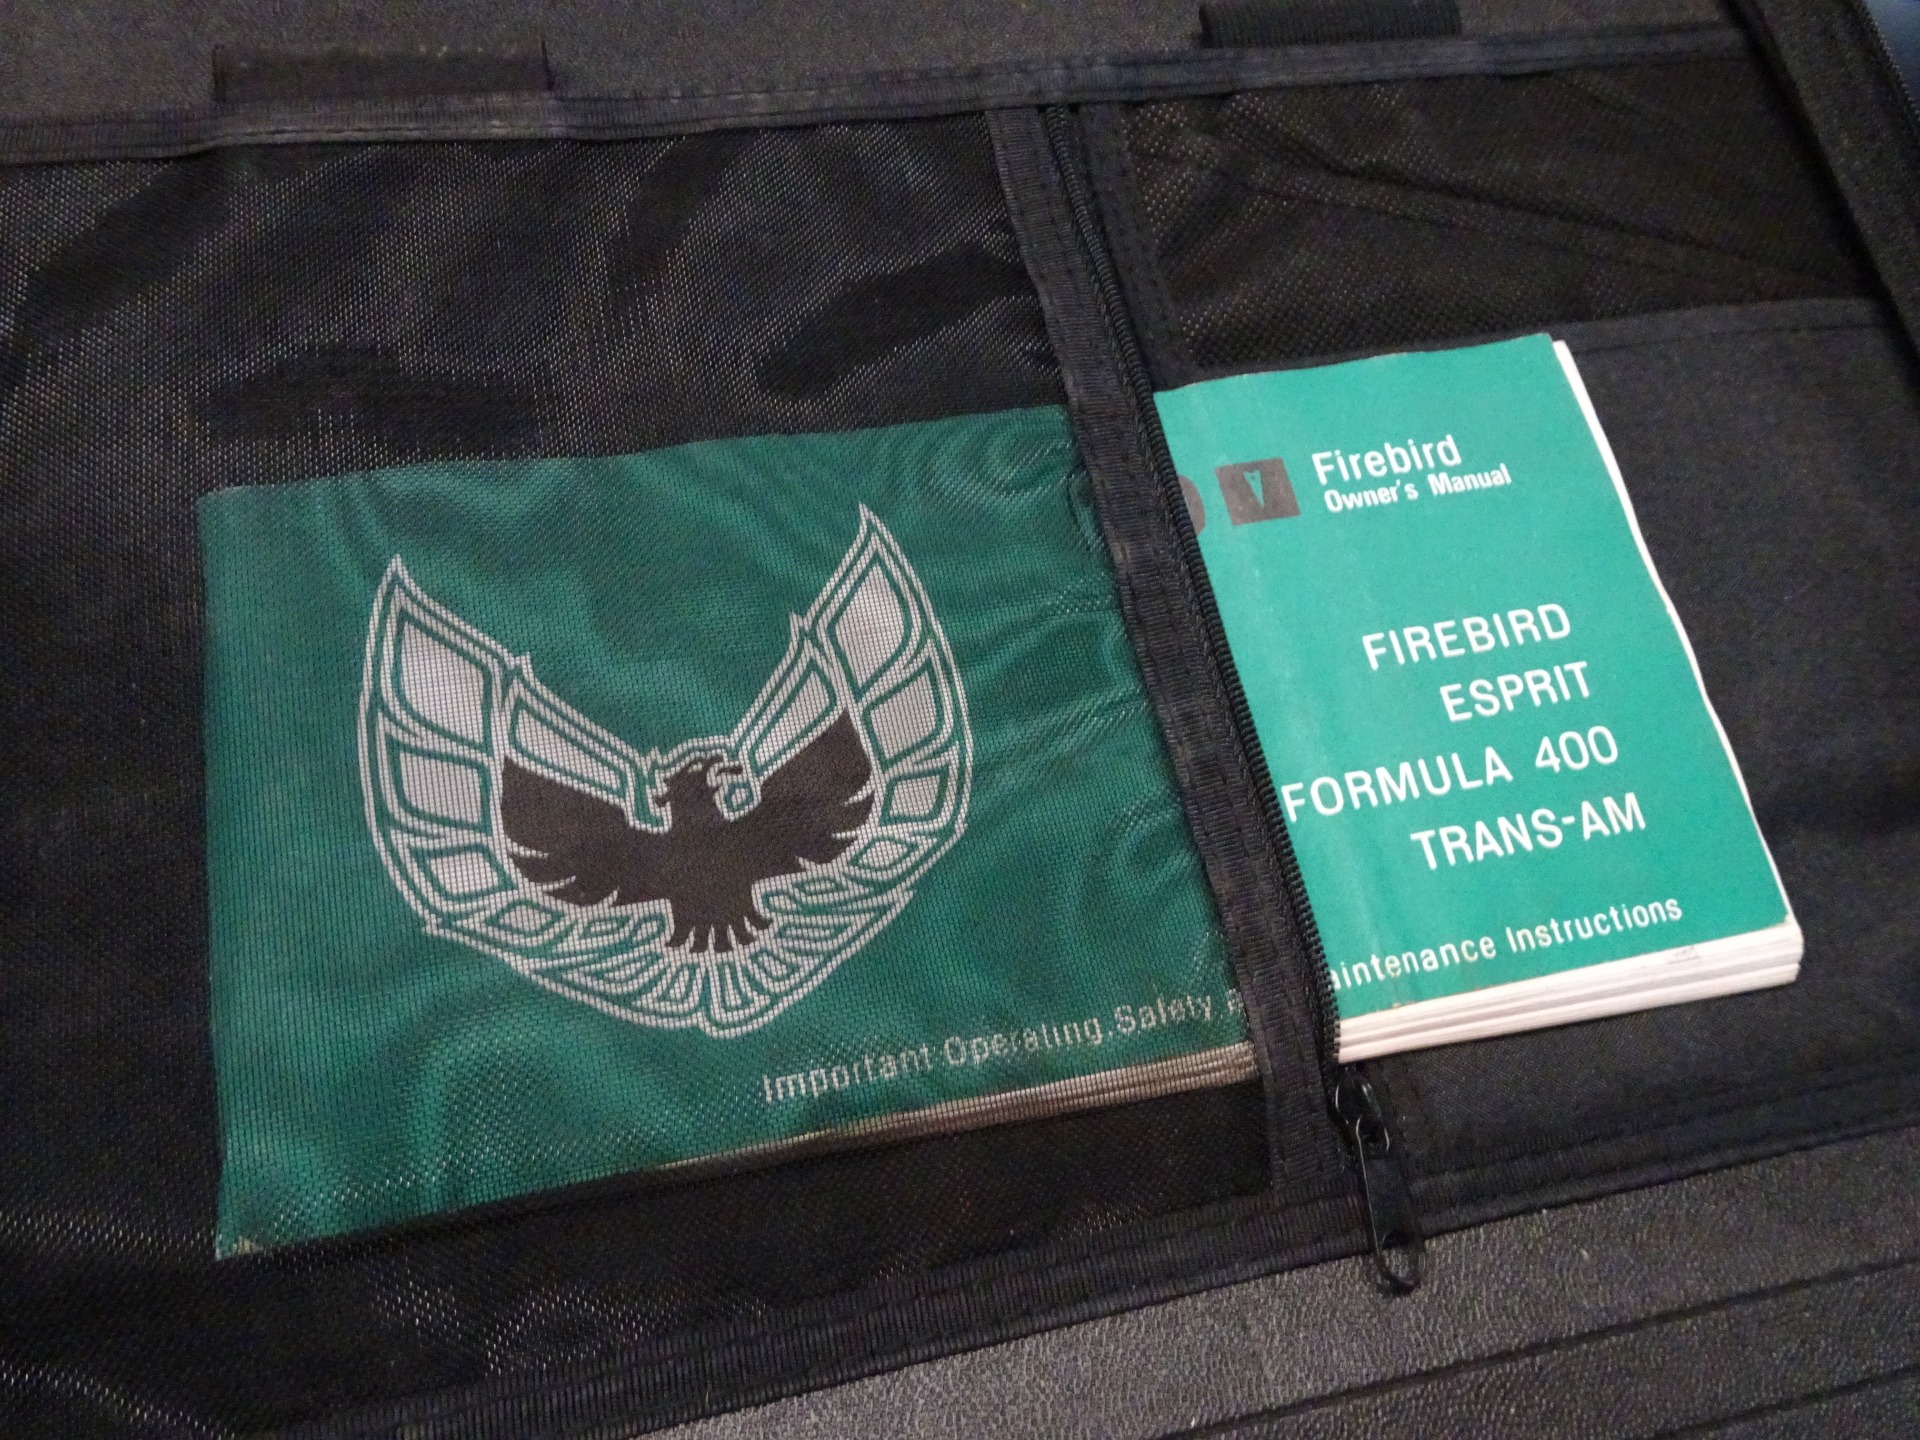 Firebird
Owner's Manual
FIREBIRD
ESPRIT
FORMULA 400
TRANS-AM
Important Operating, Safety
aintenance Instructions